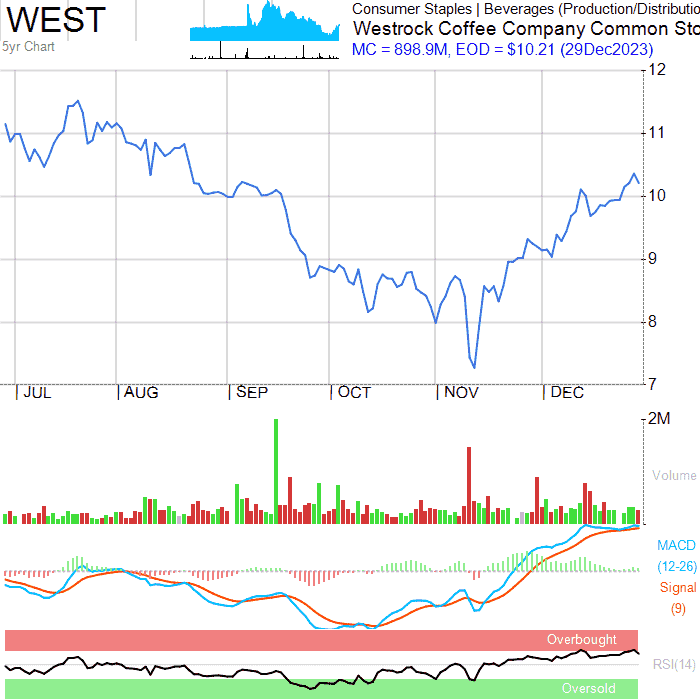 WEST
5yr Chart
Consumer Staples | Beverages (Production/Distributio
Westrock Coffee Company Common Sto
MC = 898.9M, EOD = $10.21 (29Dec2023)
12
11
10
9
8
7
JUL AUG SEP OCT NOV DEC
2M
Volume
MACD
(12-26)
Signal
(9)
Overbought
RSI(14)
Oversold